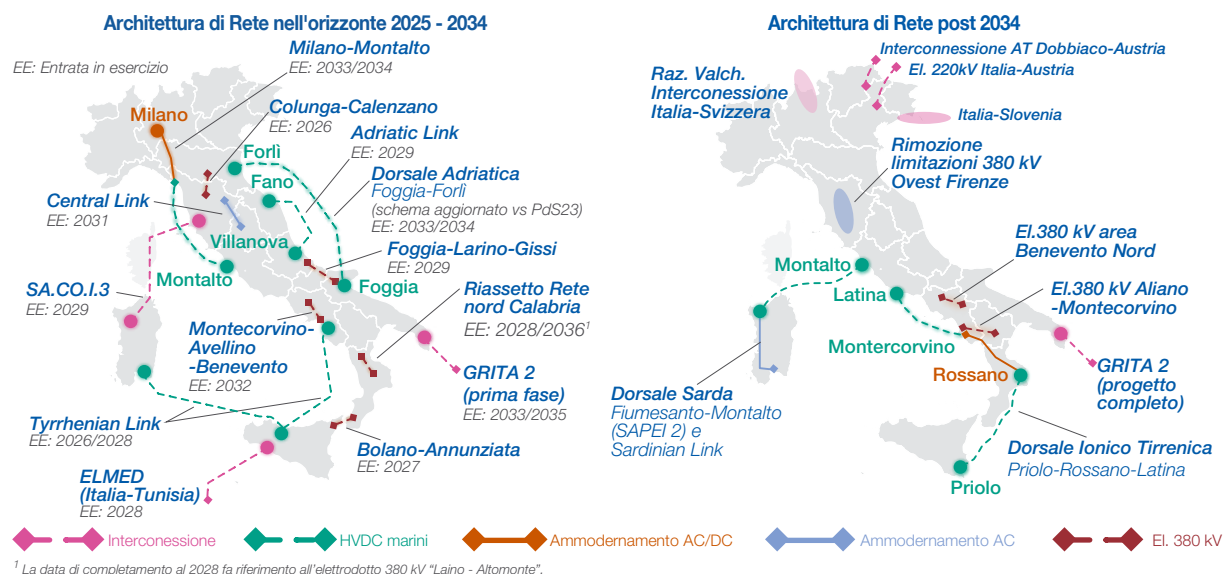 Architettura di Rete nell'orizzonte 2025 - 2034
EE: Entrata in esercizio
Milano-Montalto
EE: 2033/2034
Milano
Colunga-Calenzano
EE: 2026
Adriatic Link
EE: 2029
Forlì
Fano
Dorsale Adriatica
Foggia-Forlì
(schema aggiornato vs PdS23)
EE: 2033/2034
Central Link
EE: 2031
Villanova
Foggia-Larino-Gissi
EE: 2029
Montalto
Foggia
SA.CO.I.3
EE: 2029
Riassetto Rete
nord Calabria
EE: 2028/2036¹
Montecorvino-
Avellino
-Benevento
EE: 2032
GRITA 2
(prima fase)
EE: 2033/2035
Tyrrhenian Link
EE: 2026/2028
Bolano-Annunziata
EE: 2027
ELMED
(Italia-Tunisia)
EE: 2028
Architettura di Rete post 2034
Interconnessione AT Dobbiaco-Austria
El. 220kV Italia-Austria
Raz. Valch.
Interconessione
Italia-Svizzera
Italia-Slovenia
Rimozione
limitazioni 380 kV
Ovest Firenze
El.380 kV area
Benevento Nord
Montalto
Latina
El.380 kV Aliano
-Montecorvino
Montercorvino
Rossano
GRITA 2
(progetto
completo)
Dorsale Sarda
Fiumesanto-Montalto
(SAPEI 2) e
Sardinian Link
Dorsale Ionico Tirrenica
Priolo-Rossano-Latina
Priolo
Interconessione
HVDC marini
Ammodernamento AC/DC
Ammodernamento AC
El. 380 kV
¹ La data di completamento al 2028 fa riferimento all'elettrodotto 380 kV "Laino - Altomonte".